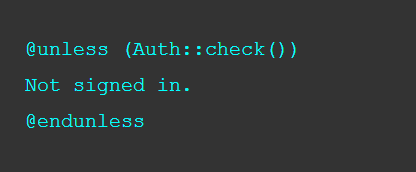 @unless (Auth::check())
Not signed in.
@endunless